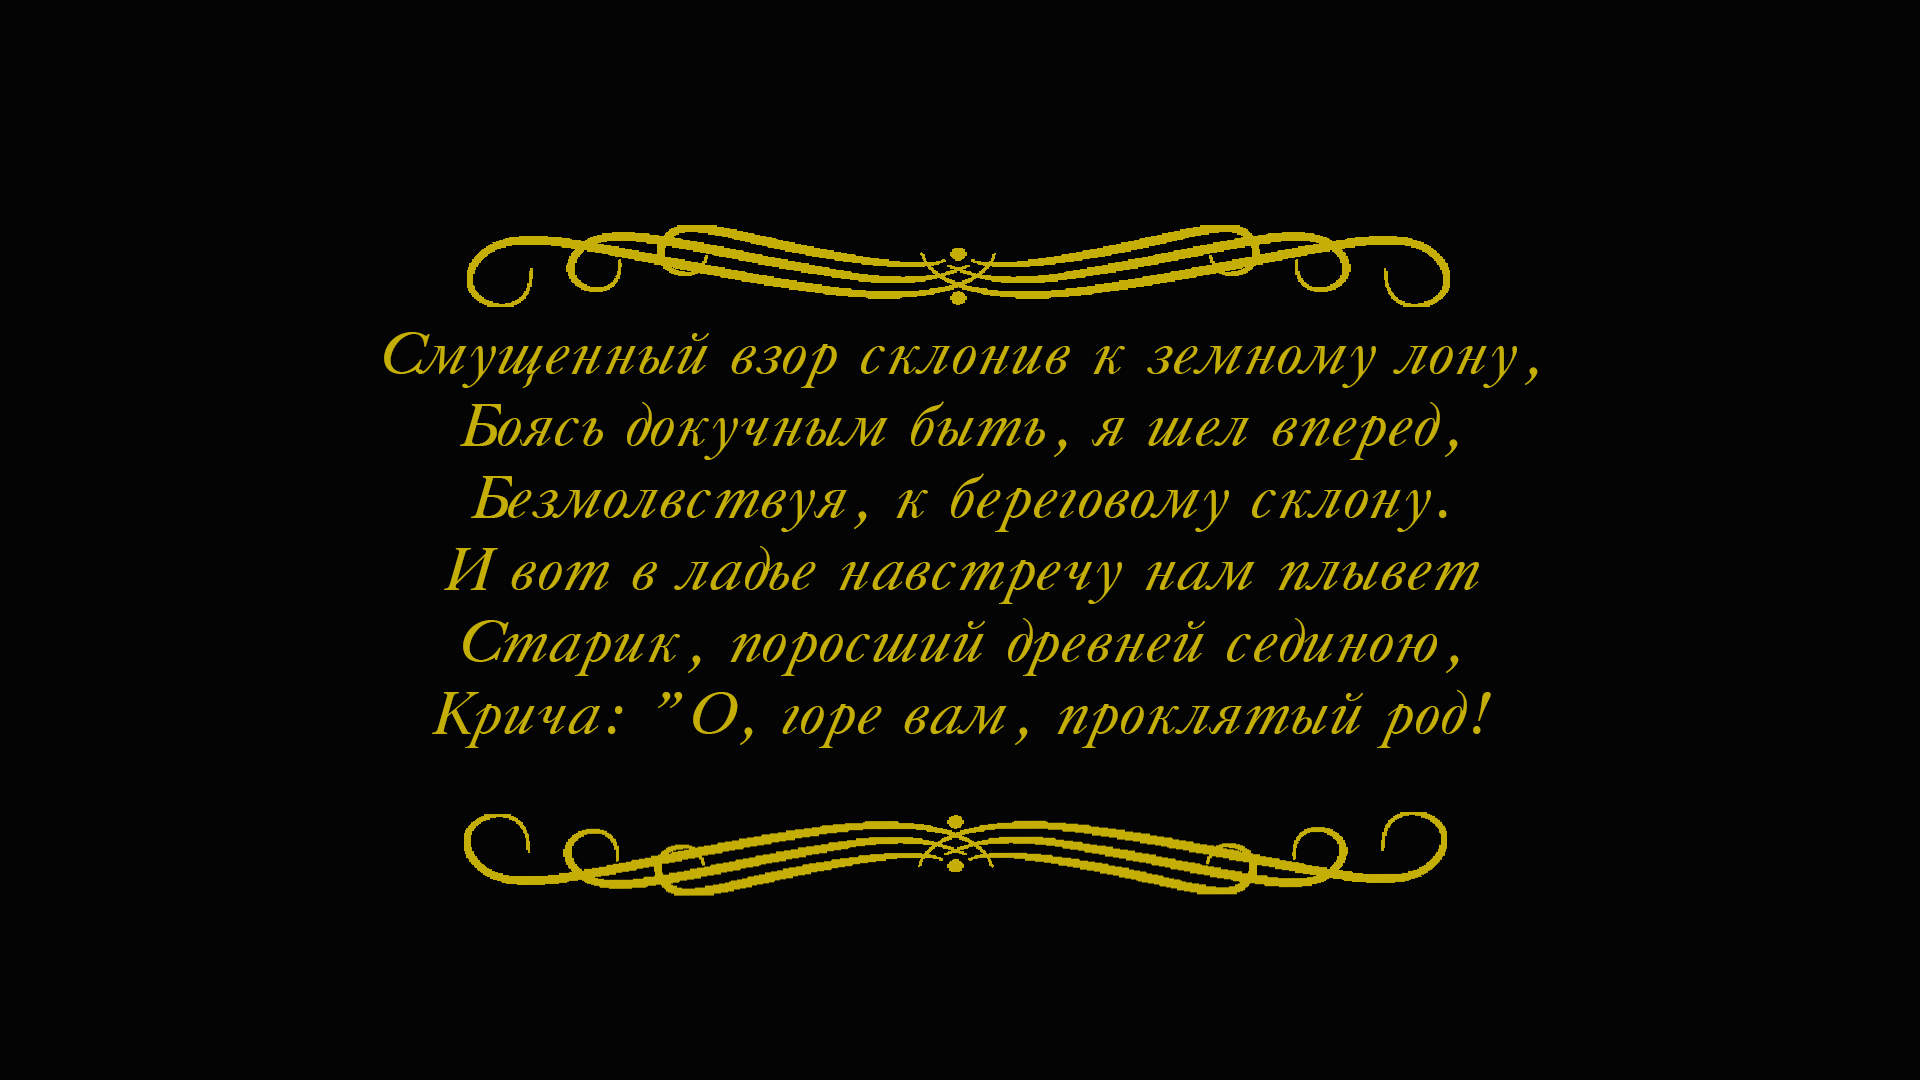 Смущенный взор склонив к земному лону,
Боясь докучным быть, я шел вперед,
Безмолвствуя, к береговому склону.
И вот в ладье навстречу нам плывет
Старик, поросший древней сединою,
Крича: "О, горе вам, проклятый род!